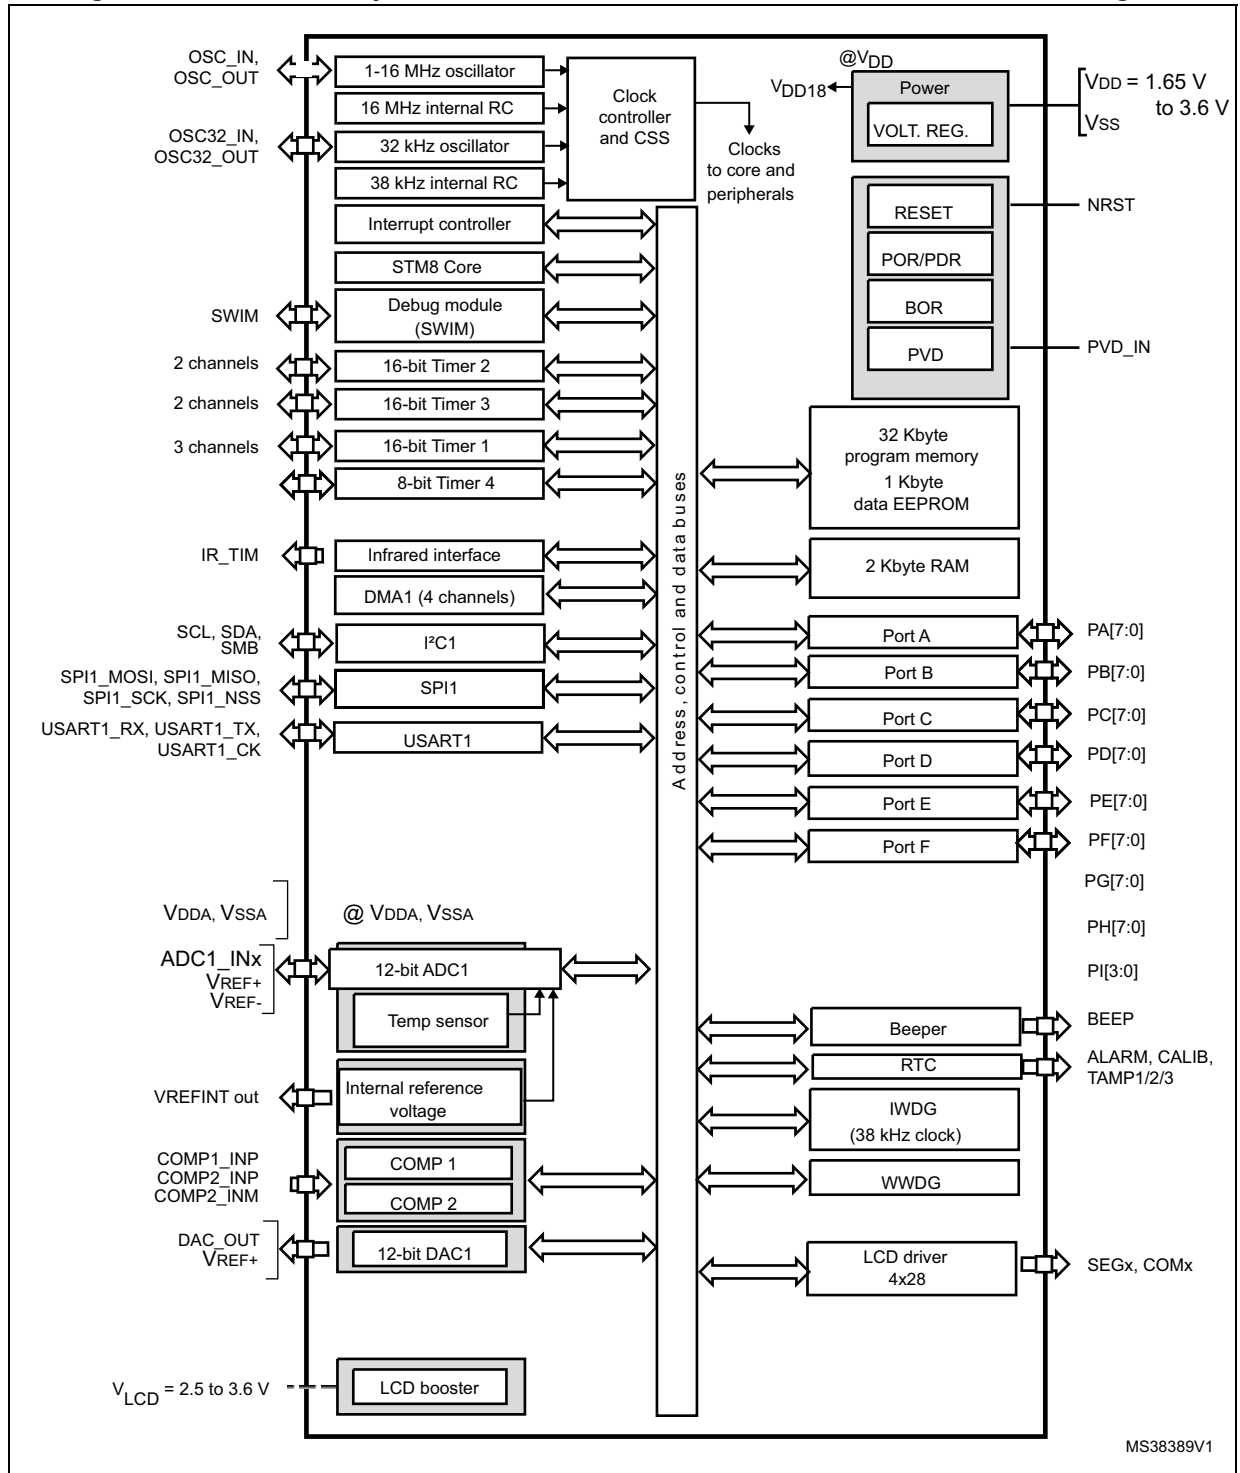 OSC_IN,
OSC_OUT
1-16 MHz oscillator
16 MHz internal RC
OSC32_IN,
OSC32_OUT
32 kHz oscillator
38 kHz internal RC
Clock
controller
and CSS
Clocks
to core and
peripherals
@VDD
VDD18
Power
VOLT. REG.
VDD = 1.65 V
to 3.6 V
VSS
Interrupt controller
STM8 Core
SWIM
Debug module
(SWIM)
2 channels
16-bit Timer 2
2 channels
16-bit Timer 3
3 channels
16-bit Timer 1
8-bit Timer 4
IR_TIM
Infrared interface
DMA1 (4 channels)
SCL, SDA,
SMB
I²C1
SPI1_MOSI, SPI1_MISO,
SPI1_SCK, SPI1_NSS
SPI1
USART1_RX, USART1_TX,
USART1_CK
USART1
VDDA, VSSA
@ VDDA, VSSA
ADC1_INx
VREF+
VREF-
12-bit ADC1
Temp sensor
VREFINT out
Internal reference
voltage
COMP1_INP
COMP2_INP
COMP2_INM
COMP 1
COMP 2
DAC_OUT
VREF+
12-bit DAC1
VLCD = 2.5 to 3.6 V
LCD booster
Address, control and data buses
RESET
NRST
POR/PDR
BOR
PVD
PVD_IN
32 Kbyte
program memory
1 Kbyte
data EEPROM
2 Kbyte RAM
Port A
PA[7:0]
Port B
PB[7:0]
Port C
PC[7:0]
Port D
PD[7:0]
Port E
PE[7:0]
Port F
PF[7:0]
PG[7:0]
PH[7:0]
PI[3:0]
Beeper
BEEP
RTC
ALARM, CALIB,
TAMP1/2/3
IWDG
(38 kHz clock)
WWDG
LCD driver
4x28
SEGx, COMx
MS38389V1